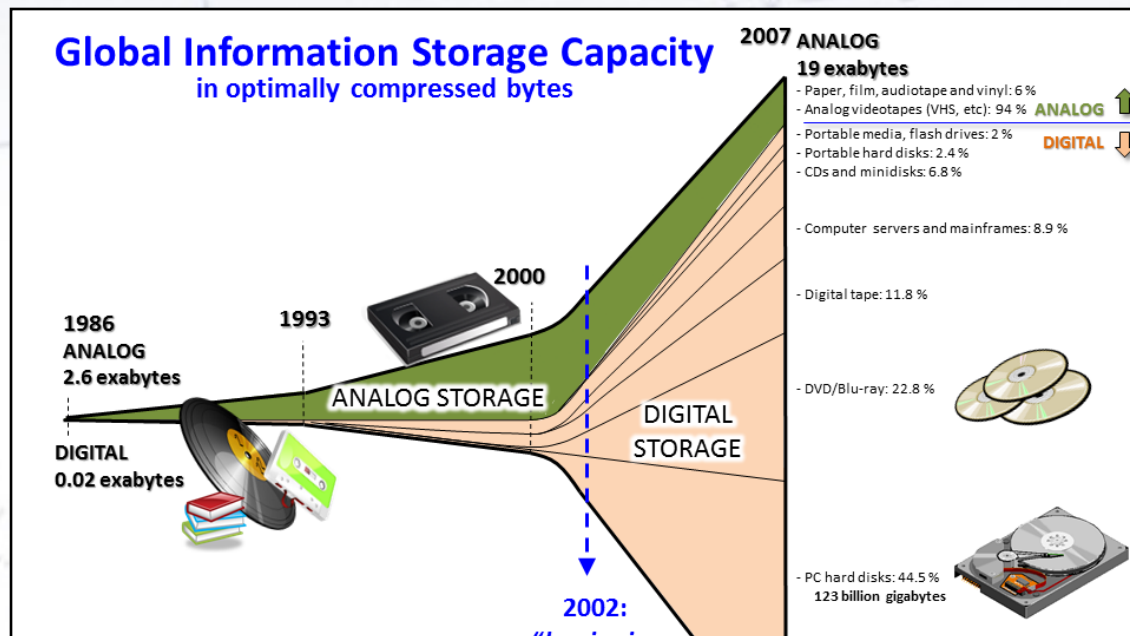 Global Information Storage Capacity
in optimally compressed bytes
2007 ANALOG
19 exabytes
- Paper, film, audiotape and vinyl: 6 %
- Analog videotapes (VHS, etc): 94 %
ANALOG
- Portable media, flash drives: 2 %
DIGITAL
- Portable hard disks: 2.4 %
- CDs and minidisks: 6.8 %
- Computer servers and mainframes: 8.9 %
- Digital tape: 11.8 %
- DVD/Blu-ray: 22.8 %
- PC hard disks: 44.5 %
123 billion gigabytes
2000
1993
1986
ANALOG
2.6 exabytes
ANALOG STORAGE
DIGITAL
STORAGE
DIGITAL
0.02 exabytes
2002: